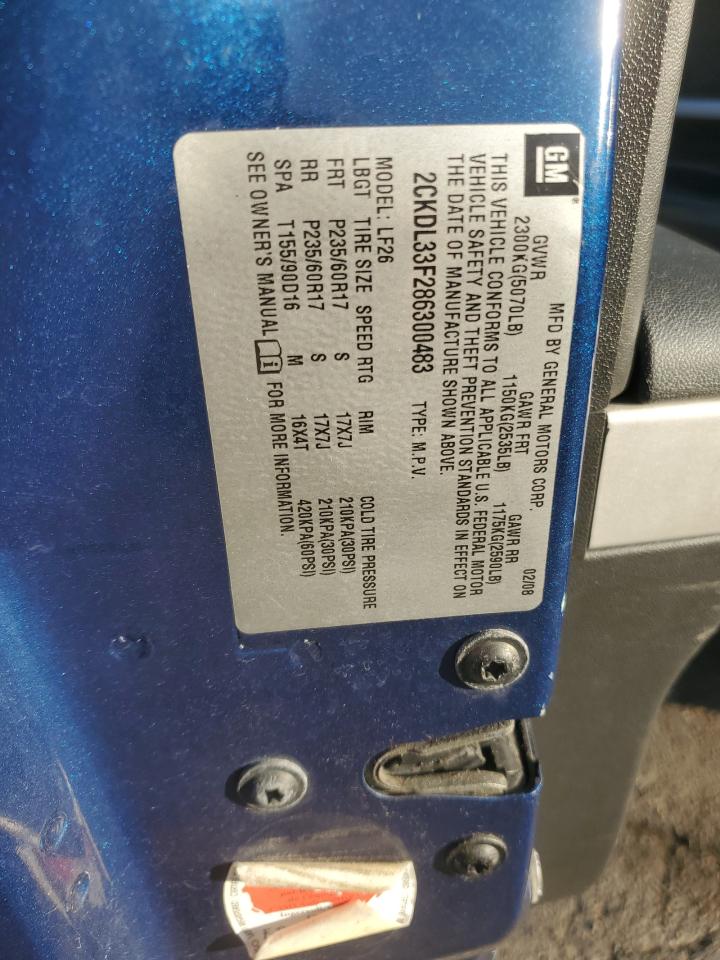 GM
MFD BY GENERAL MOTORS CORP. 02/08
GVWR GAWR FRT GAWR RR
2300KG(5070LB) 1150KG(2535LB) 1175KG(2590LB)
THIS VEHICLE CONFORMS TO ALL APPLICABLE U.S. FEDERAL MOTOR
VEHICLE SAFETY AND THEFT PREVENTION STANDARDS IN EFFECT ON
THE DATE OF MANUFACTURE SHOWN ABOVE.
2CKDL33F286300483 TYPE: M.P.V.
MODEL: LF26
LBGT TIRE SIZE SPEED RTG RIM COLD TIRE PRESSURE
FRT P235/60R17 S 17X7J 210KPA(30PSI)
RR P235/60R17 S 17X7J 210KPA(30PSI)
SPA T155/90D16 M 16X4T 420KPA(60PSI)
SEE OWNER'S MANUAL i FOR MORE INFORMATION.